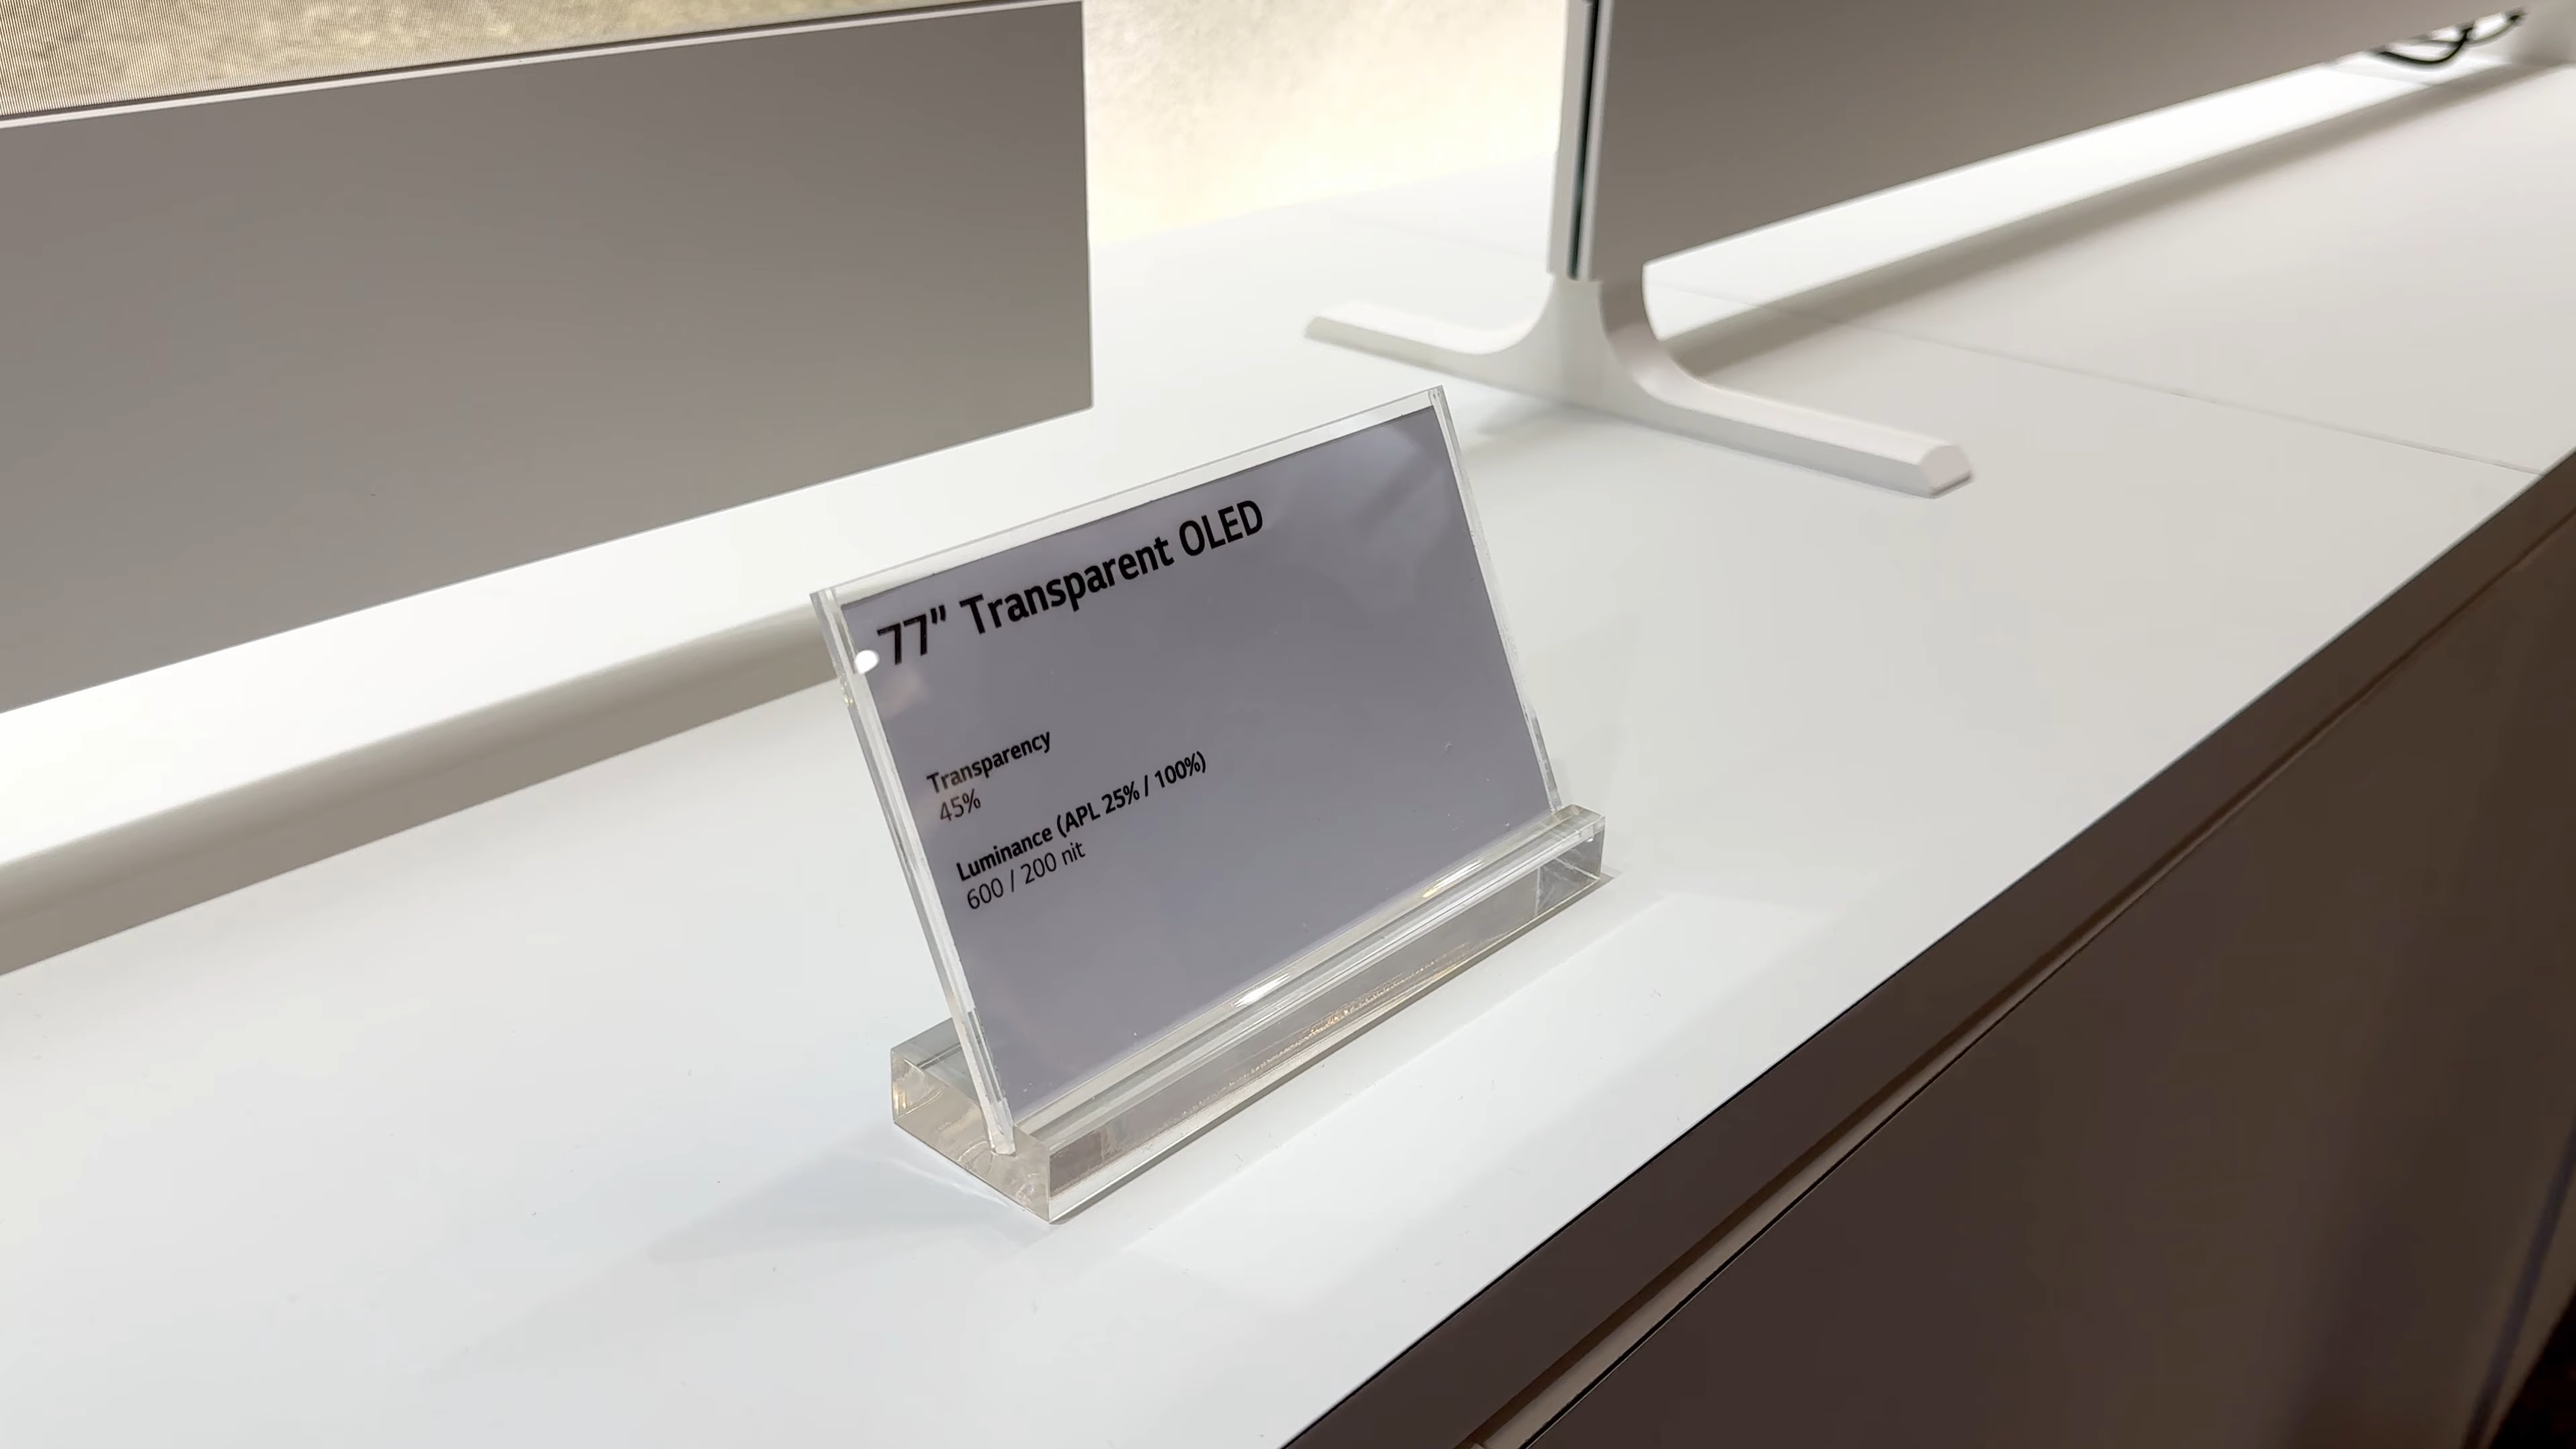 77” Transparent OLED
Transparency
45%
Luminance (APL 25% / 100%)
600 / 200 nit